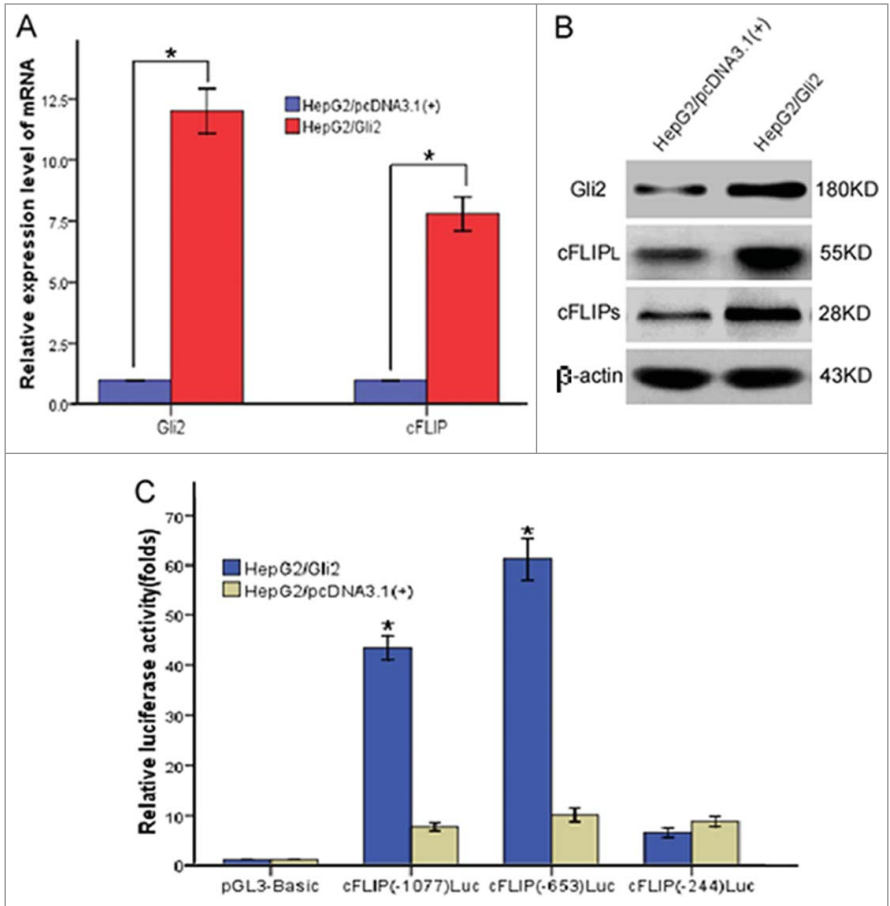 A
Relative expression level of mRNA
12.5
10.0
7.5
5.0
2.5
0.0
*
*
HepG2/pcDNA3.1(+)
HepG2/Gli2
Gli2
cFLIP
B
HepG2/pcDNA3.1(+)
HepG2/Gli2
Gli2 180KD
cFLIPL 55KD
cFLIPs 28KD
β-actin 43KD
C
Relative luciferase activity(folds)
70
60
50
40
30
20
10
0
HepG2/Gli2
HepG2/pcDNA3.1(+)
*
*
pGL3-Basic
cFLIP(-1077)Luc
cFLIP(-653)Luc
cFLIP(-244)Luc